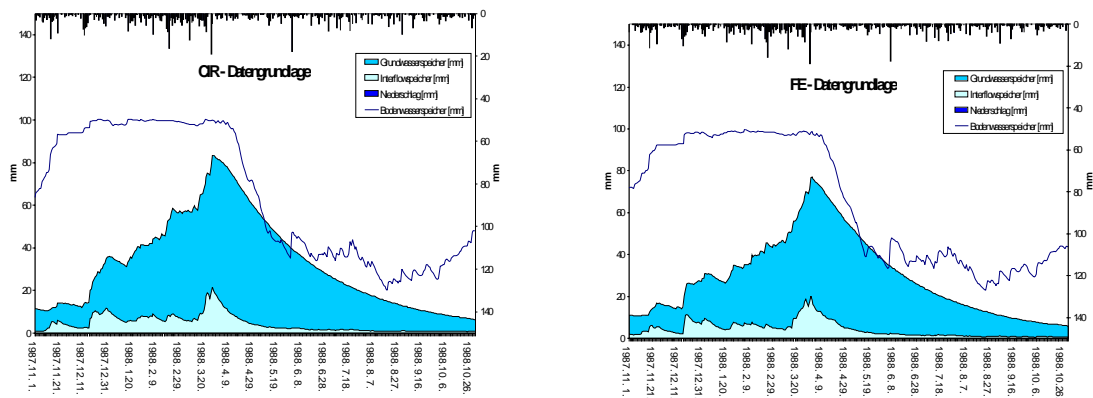 CIR - Datengrundlage
Grundwasserspeicher [mm]
Interflowspeicher [mm]
Niederschlag [mm]
Bodenwasserspeicher [mm]
mm
140
120
100
80
60
40
20
0
0
20
40
60
80
100
120
140
mm
1987.11. 1.
1987.11.21.
1987.12.11.
1987.12.31.
1988. 1.20.
1988. 2. 9.
1988. 2.29.
1988. 3.20.
1988. 4. 9.
1988. 4.29.
1988. 5.19.
1988. 6. 8.
1988. 6.28.
1988. 7.18.
1988. 8. 7.
1988. 8.27.
1988. 9.16.
1988.10. 6.
1988.10.26.
FE - Datengrundlage
Grundwasserspeicher [mm]
Interflowspeicher [mm]
Niederschlag [mm]
Bodenwasserspeicher [mm]
mm
140
120
100
80
60
40
20
0
0
20
40
60
80
100
120
140
mm
1987.11. 1.
1987.11.21.
1987.12.11.
1987.12.31.
1988. 1.20.
1988. 2. 9.
1988. 2.29.
1988. 3.20.
1988. 4. 9.
1988. 4.29.
1988. 5.19.
1988. 6. 8.
1988. 6.28.
1988. 7.18.
1988. 8. 7.
1988. 8.27.
1988. 9.16.
1988.10. 6.
1988.10.26.